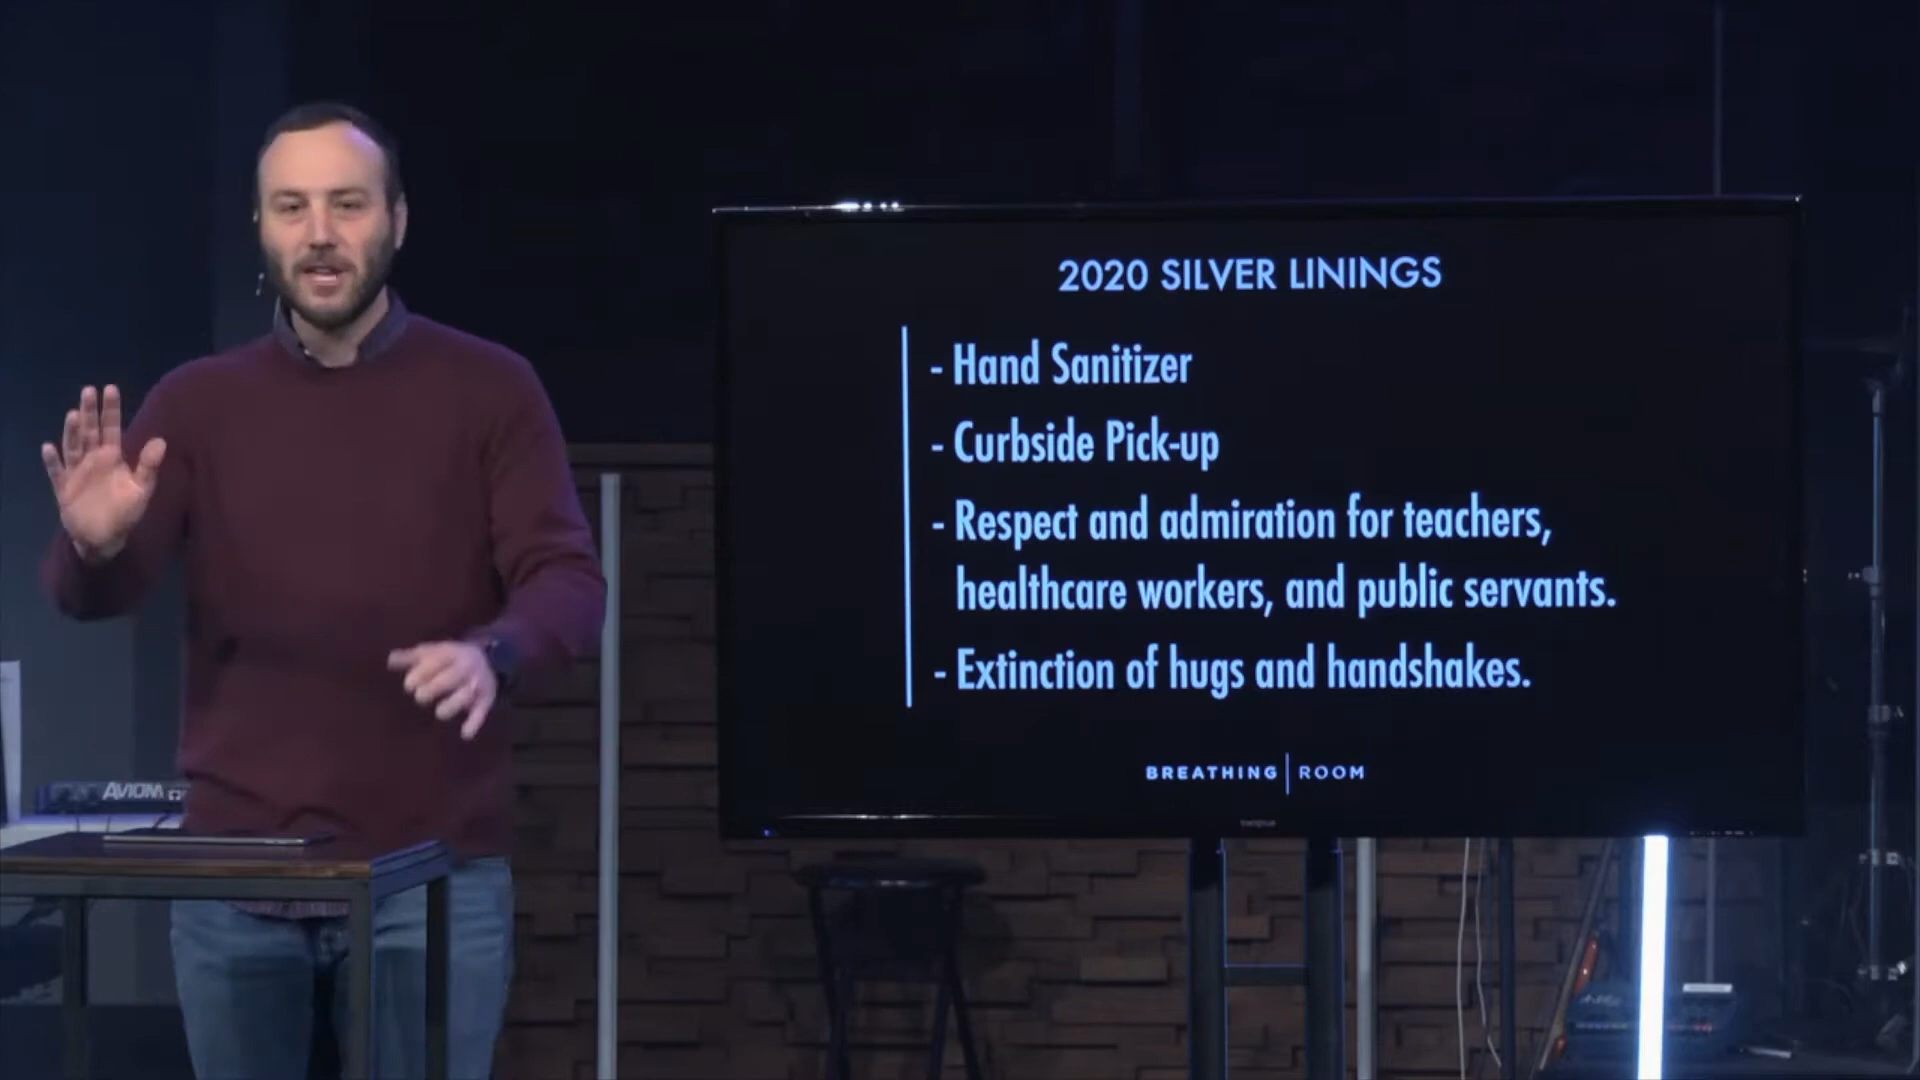 2020 SILVER LININGS
- Hand Sanitizer
- Curbside Pick-up
- Respect and admiration for teachers,
healthcare workers, and public servants.
- Extinction of hugs and handshakes.
BREATHING | ROOM
AVIOM